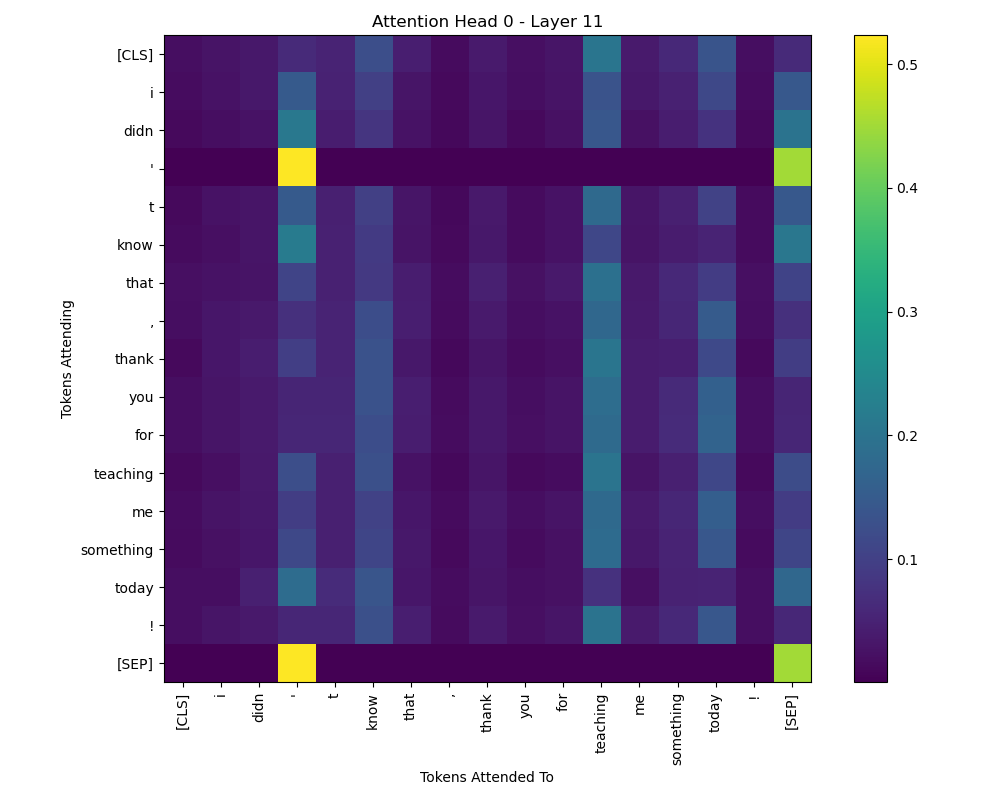 Attention Head 0 - Layer 11
Tokens Attending
[CLS]
i
didn
'
t
know
that
,
thank
you
for
teaching
me
something
today
!
[SEP]
[CLS]
i
didn
'
t
know
that
,
thank
you
for
teaching
me
something
today
!
[SEP]
Tokens Attended To
0.5
0.4
0.3
0.2
0.1